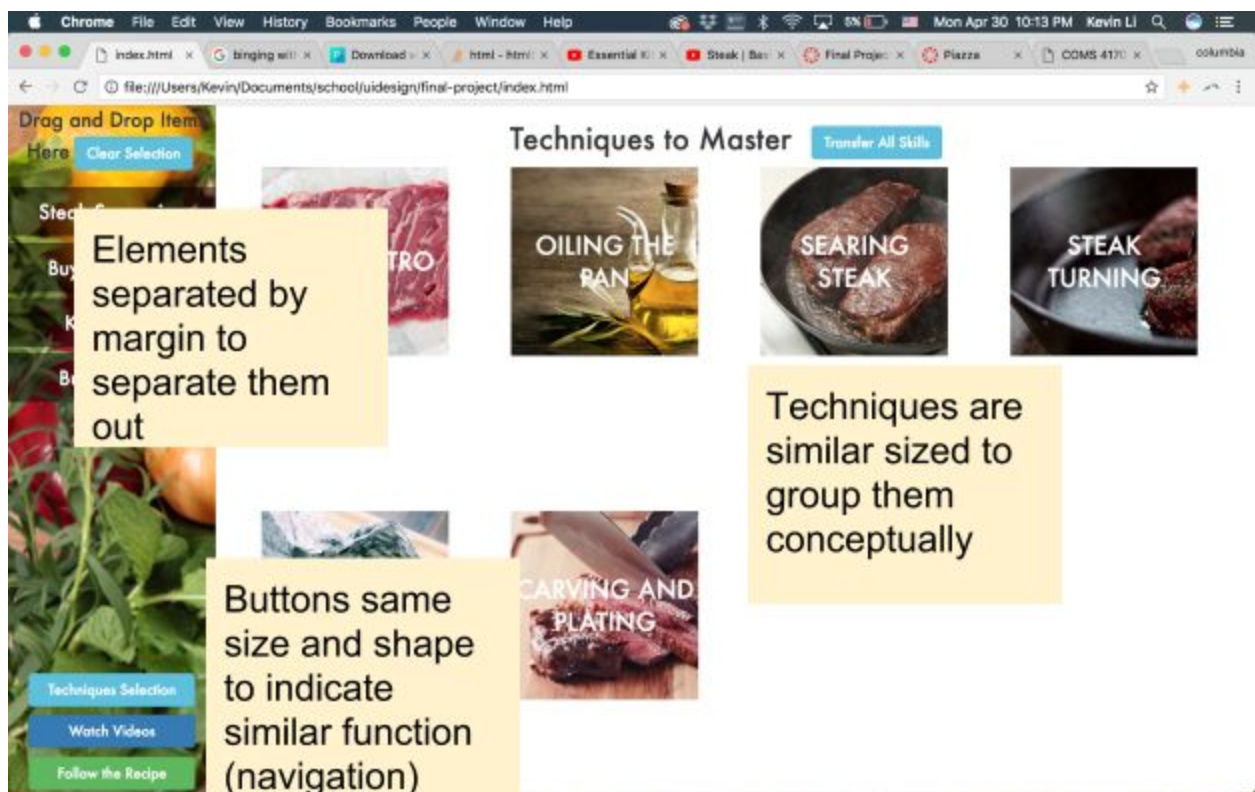 Chrome File Edit View History Bookmarks People Window Help 5% Mon Apr 30 10:13 PM Kevin Li
index.html binging wit Download html - html Essential Steak | Bas Final Projec Piazza COMS 4170 columbia
file:///Users/Kevin/Documents/school/uidesign/final-project/index.html
Drag and Drop Item
Here Clear Selection
Techniques to Master Transfer All Skills
Elements
separated by
margin to
separate them
out
TRO
OILING THE
PAN
SEARING
STEAK
STEAK
TURNING
Techniques are
similar sized to
group them
conceptually
CARVING AND
PLATING
Buttons same
size and shape
to indicate
similar function
(navigation)
Techniques Selection
Watch Videos
Follow the Recipe